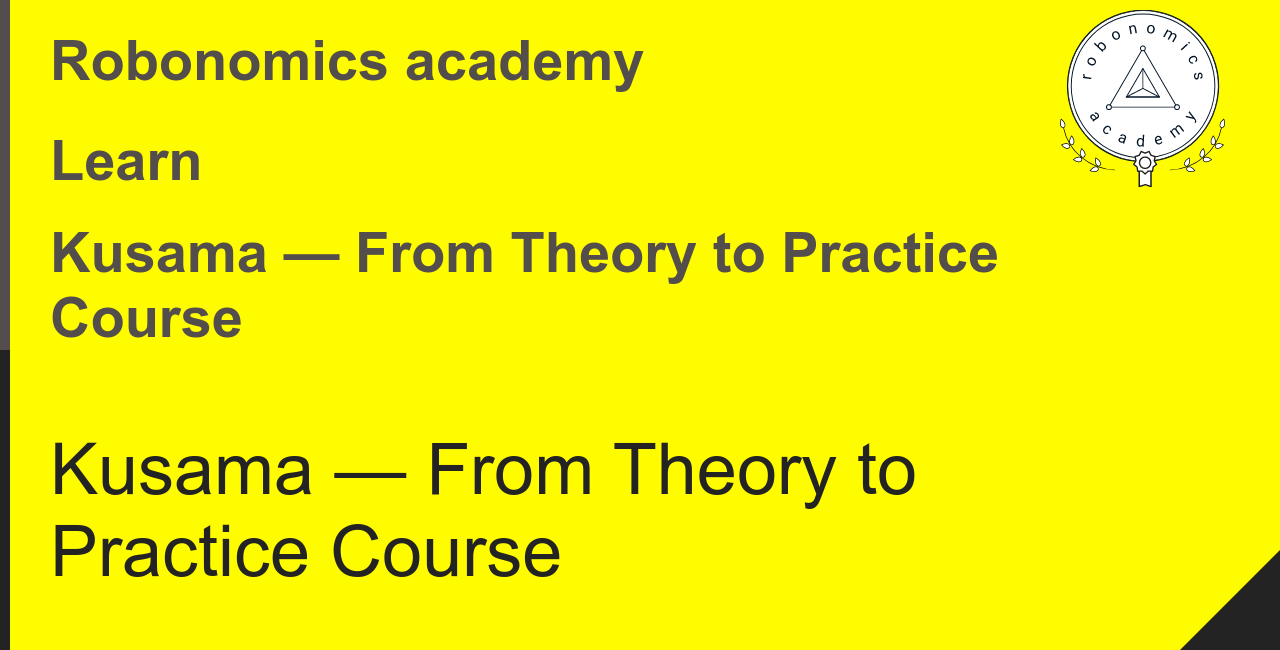 Robonomics academy
robonomics
academy
Learn
Kusama — From Theory to Practice
Course
Kusama — From Theory to
Practice Course